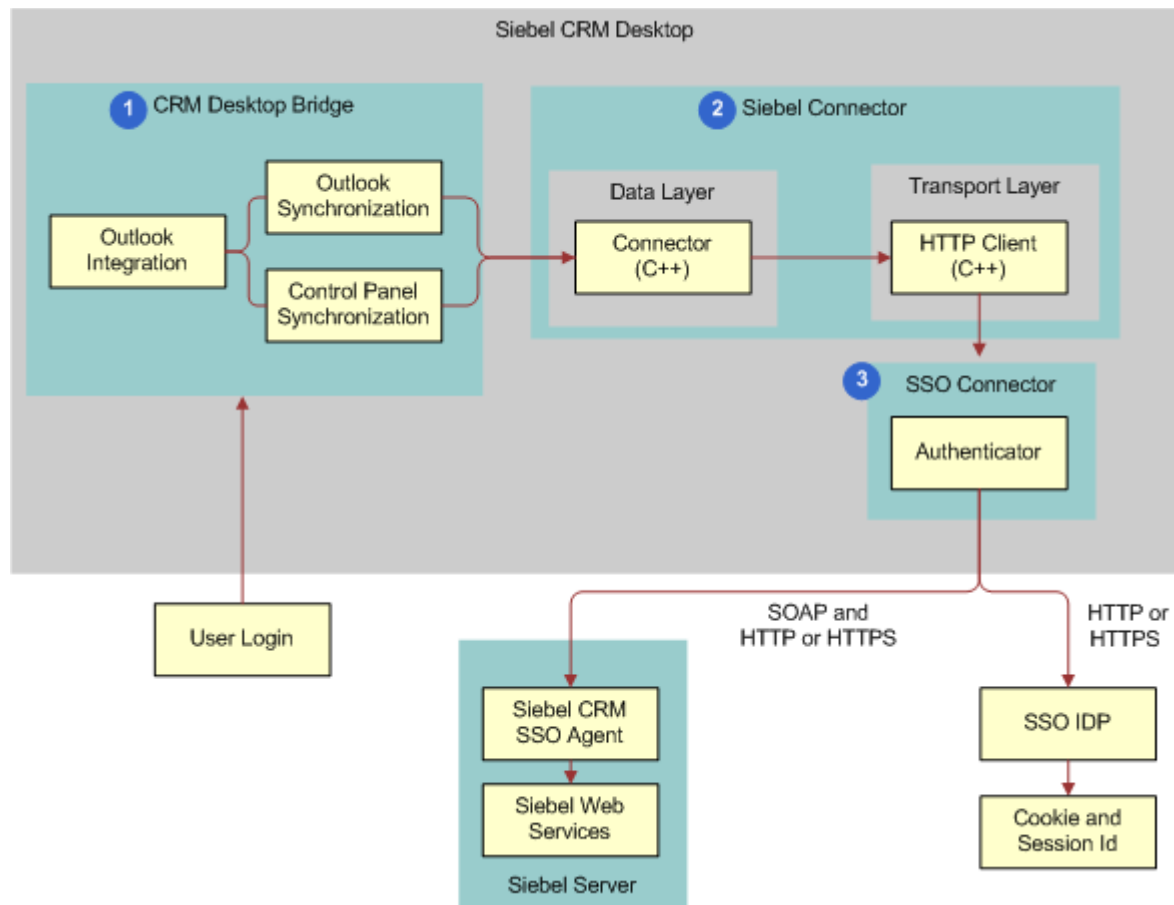 Siebel CRM Desktop
1 CRM Desktop Bridge
Outlook
Integration
Outlook
Synchronization
Control Panel
Synchronization
2 Siebel Connector
Data Layer
Connector
(C++)
Transport Layer
HTTP Client
(C++)
3 SSO Connector
Authenticator
User Login
SOAP and
HTTP or HTTPS
HTTP or
HTTPS
Siebel CRM
SSO Agent
Siebel Web
Services
Siebel Server
SSO IDP
Cookie and
Session Id